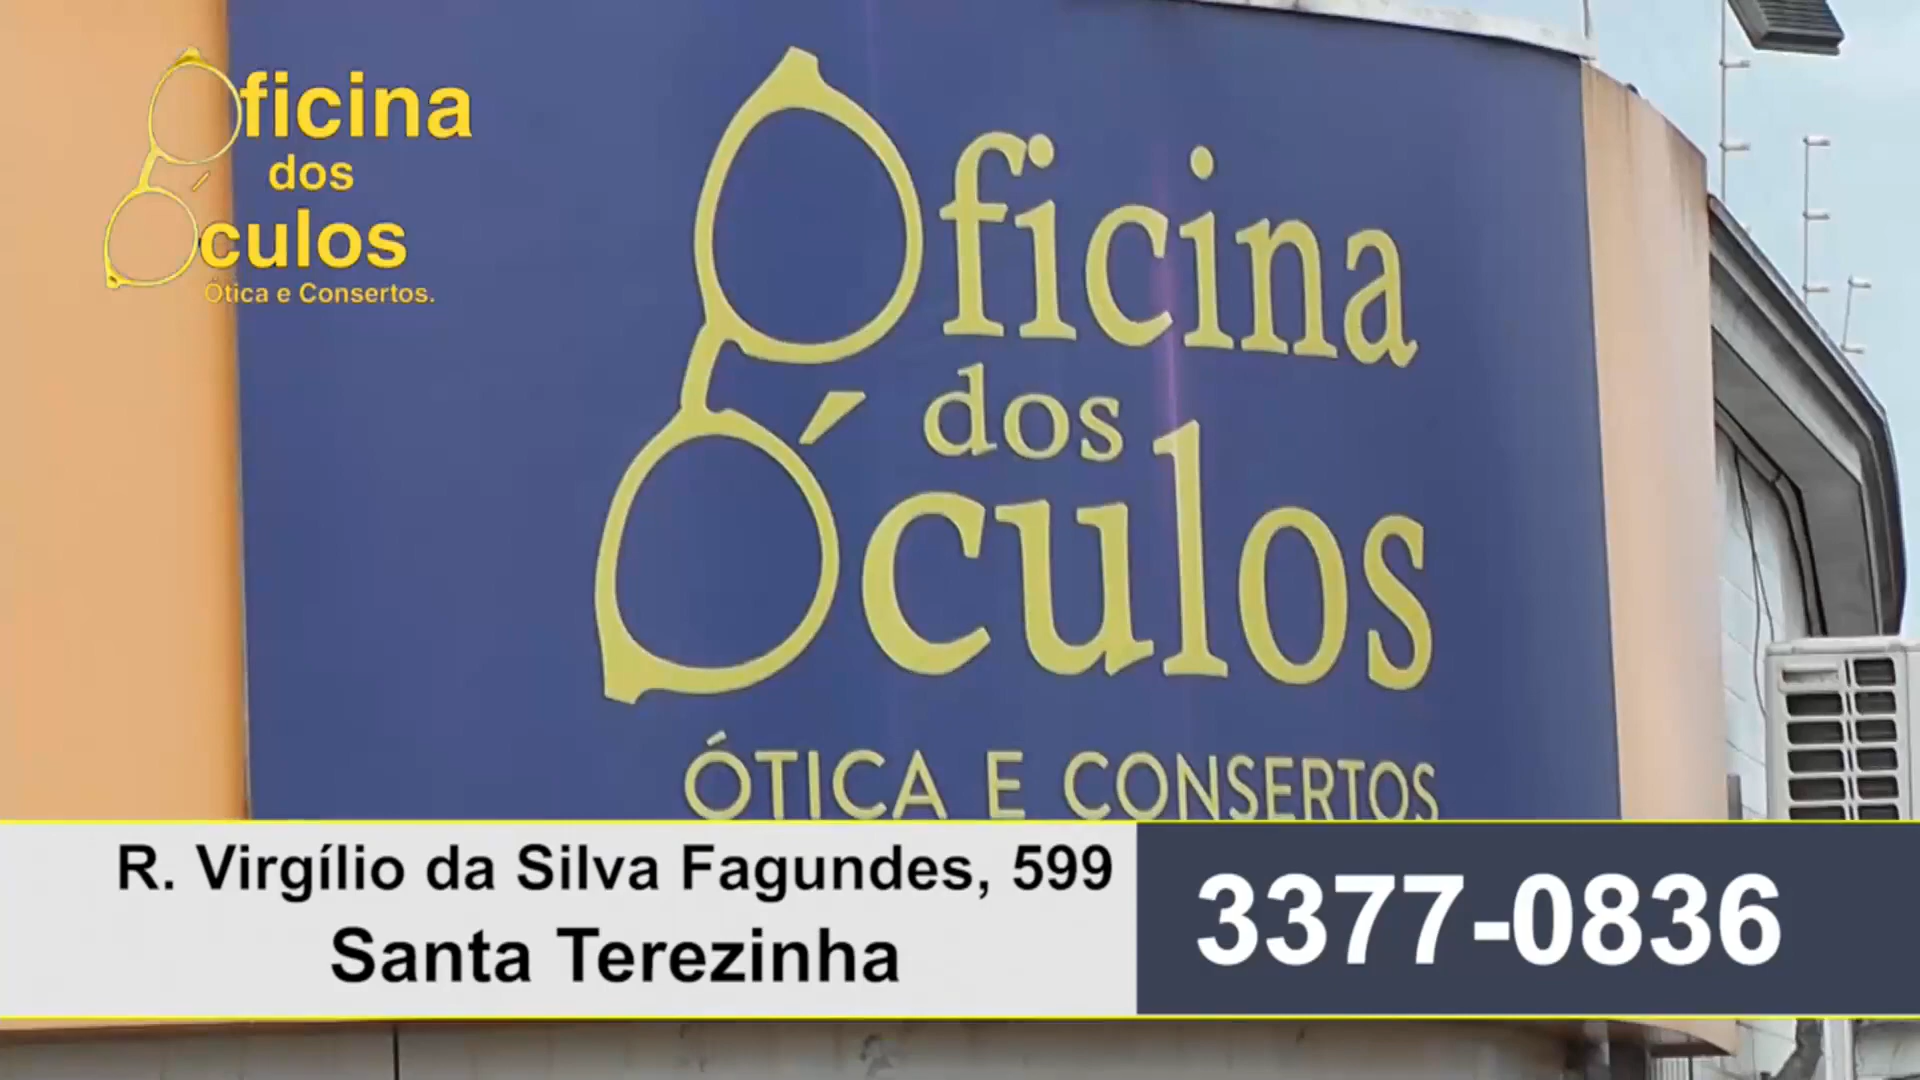 Oficina
dos
Óculos
Ótica e Consertos.
Oficina
dos
Óculos
ÓTICA E CONSERTOS
R. Virgílio da Silva Fagundes, 599
Santa Terezinha
3377-0836